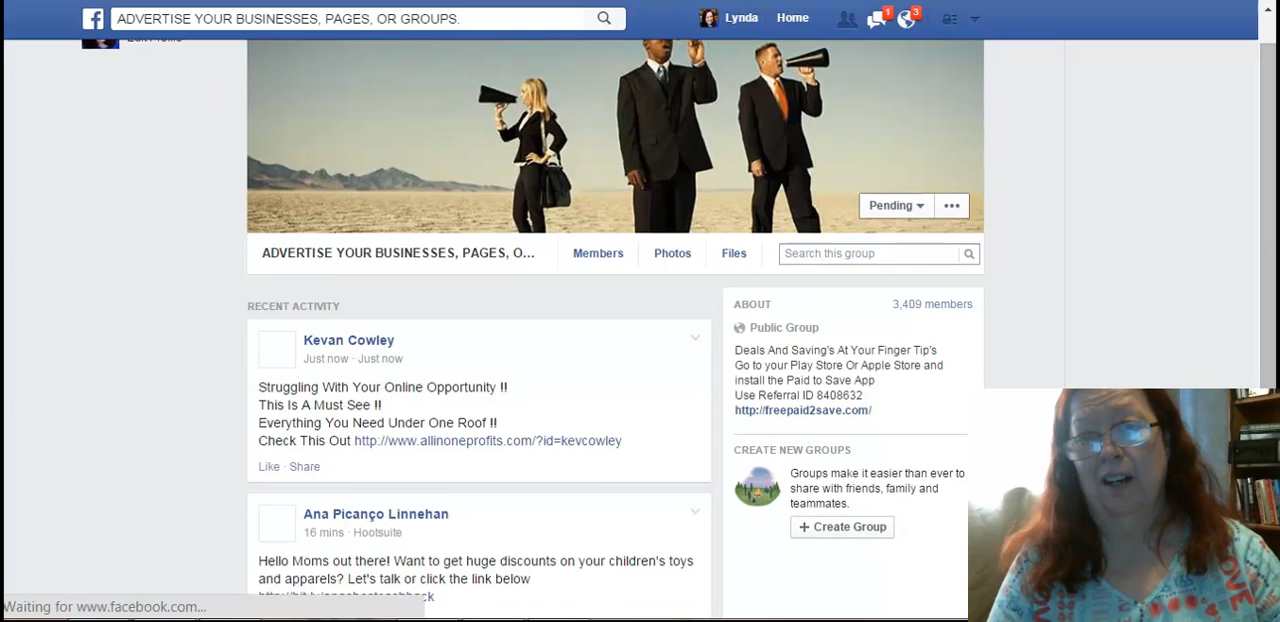 ADVERTISE YOUR BUSINESSES, PAGES, OR GROUPS.
Lynda
Home
1
3
Pending
ADVERTISE YOUR BUSINESSES, PAGES, O...
Members
Photos
Files
Search this group
RECENT ACTIVITY
Kevan Cowley
Just now · Just now
Struggling With Your Online Opportunity !!
This Is A Must See !!
Everything You Need Under One Roof !!
Check This Out http://www.allinoneprofits.com/?id=kevcowley
Like · Share
Ana Picanço Linnehan
16 mins · Hootsuite
Hello Moms out there! Want to get huge discounts on your children's toys
and apparels? Let's talk or click the link below
ABOUT
3,409 members
Public Group
Deals And Saving's At Your Finger Tip's
Go to your Play Store Or Apple Store and
install the Paid to Save App
Use Referral ID 8408632
http://freepaid2save.com/
CREATE NEW GROUPS
Groups make it easier than ever to
share with friends, family and
teammates.
+ Create Group
Waiting for www.facebook.com...
LOVE